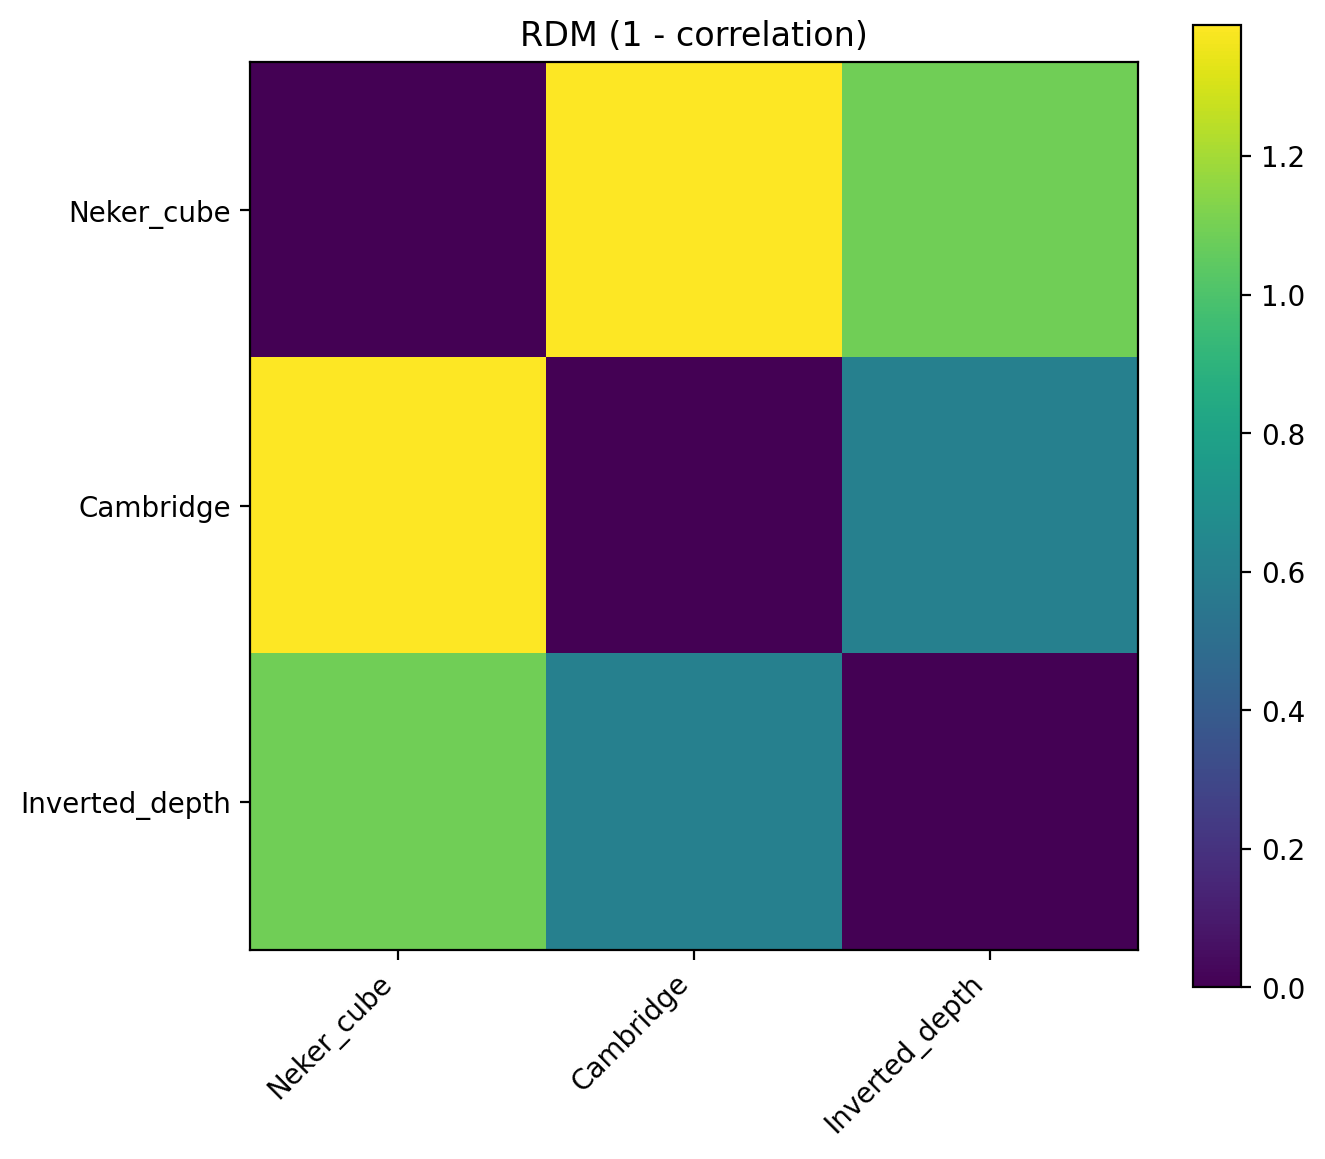 RDM (1 - correlation)
Neker_cube
Cambridge
Inverted_depth
Neker_cube
Cambridge
Inverted_depth
1.2
1.0
0.8
0.6
0.4
0.2
0.0